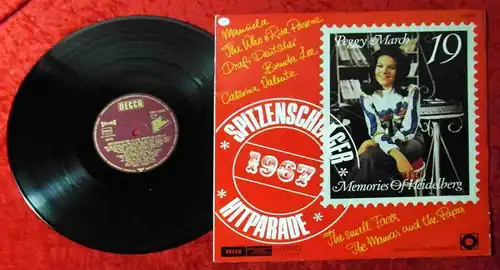 DECCA
Manuela
The Who • Rita Pavone
Drafi Deutscher
Brenda Lee
Caterina Valente
Peggy March 19
SPITZENSCHLAGER
1967
HITPARADE
Memories Of Heidelberg
The small Faces
The Mamas and the Papas
DECCA